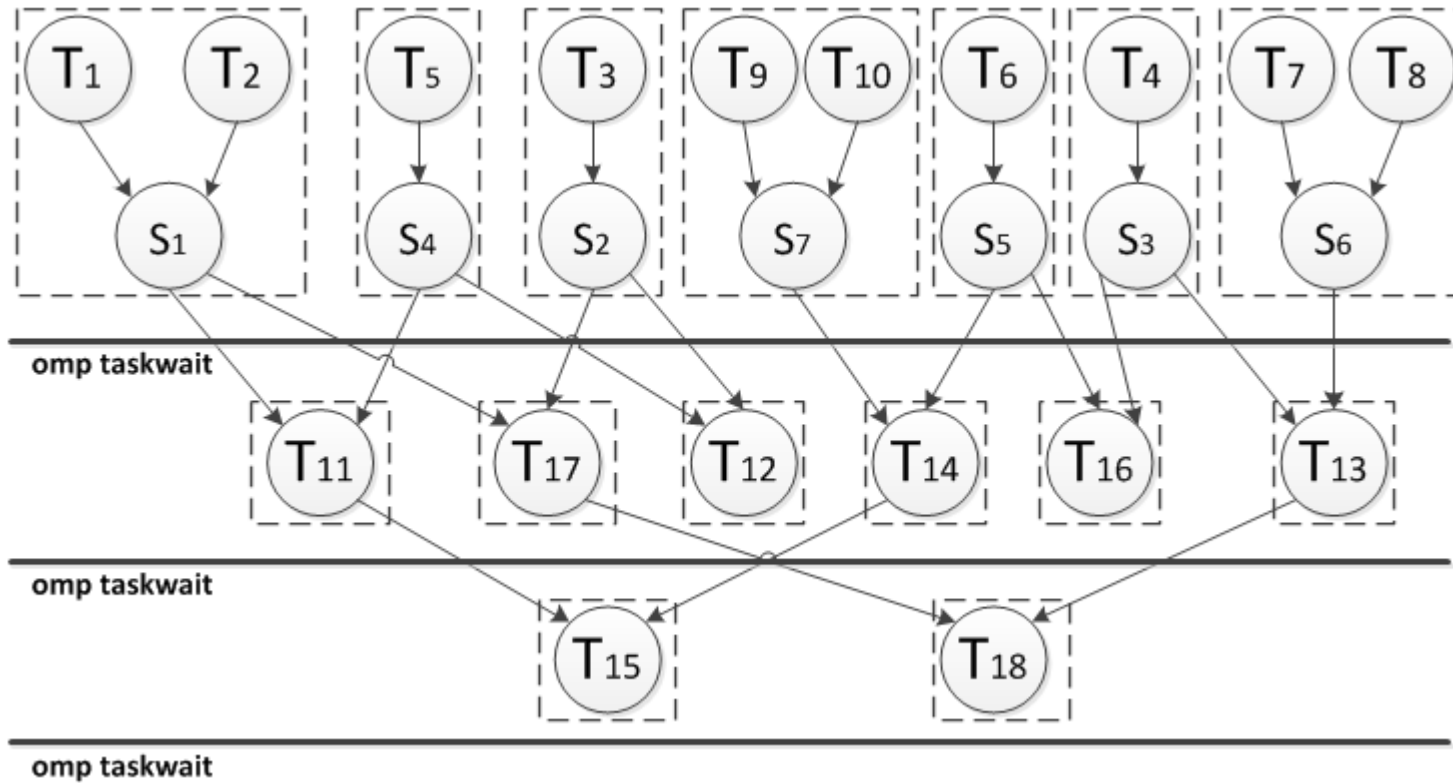 T1 T2 T5 T3 T9 T10 T6 T4 T7 T8
S1 S4 S2 S7 S5 S3 S6
omp taskwait
T11 T17 T12 T14 T16 T13
omp taskwait
T15 T18
omp taskwait